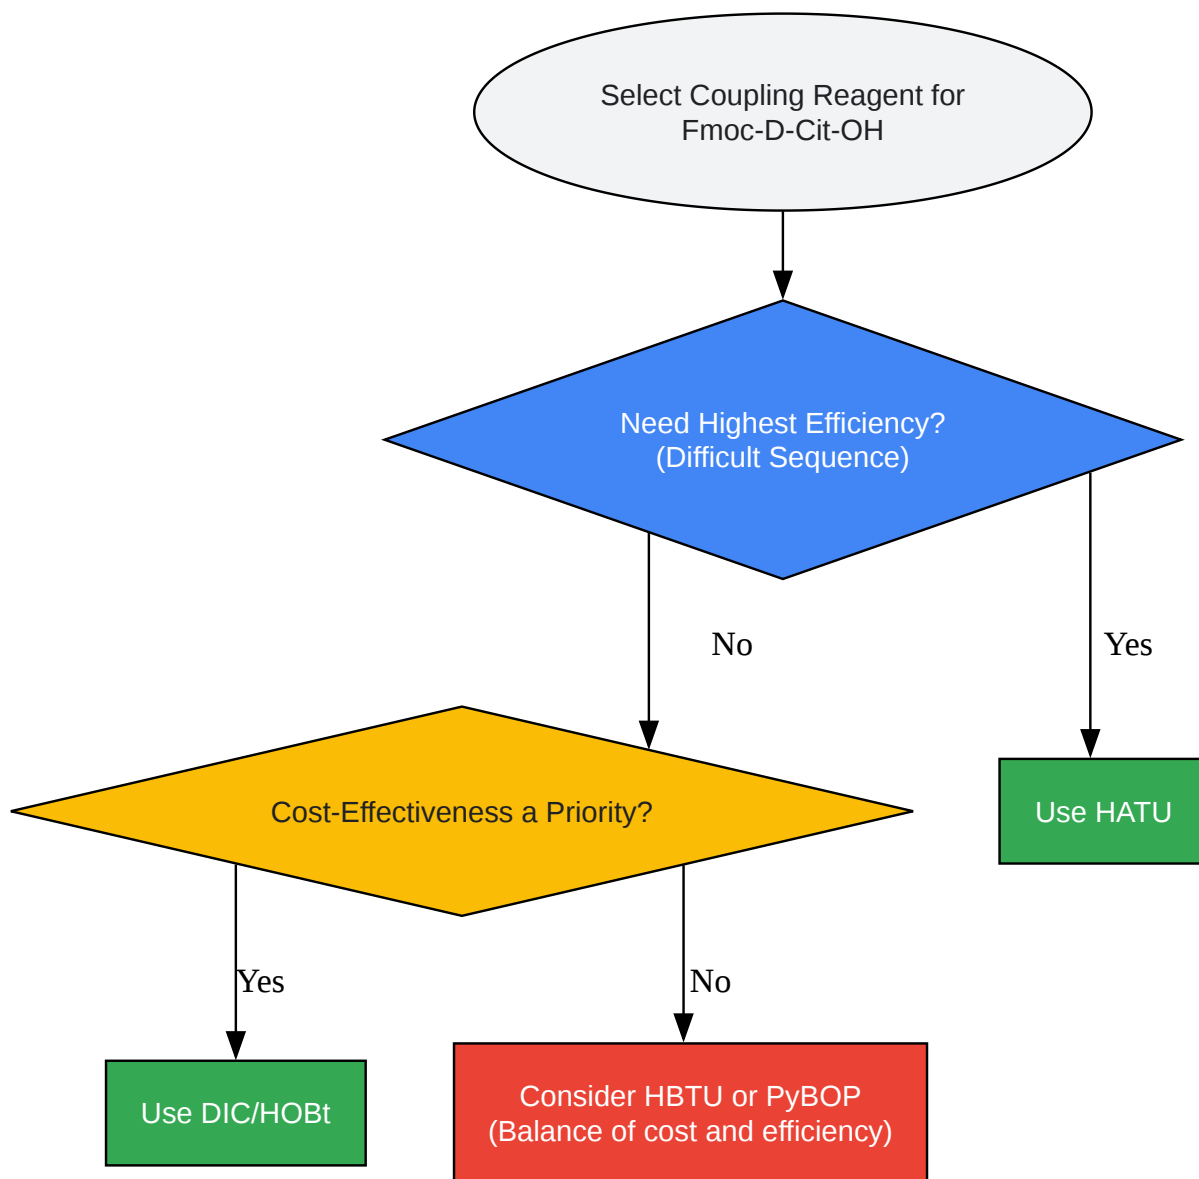 Select Coupling Reagent for
Fmoc-D-Cit-OH
Need Highest Efficiency?
(Difficult Sequence)
No
Yes
Cost-Effectiveness a Priority?
Use HATU
Yes
No
Use DIC/HOBt
Consider HBTU or PyBOP
(Balance of cost and efficiency)